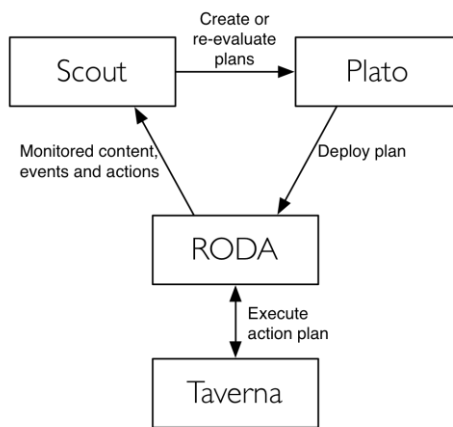 Create or
re-evaluate
plans
Scout
Plato
Monitored content,
events and actions
Deploy plan
RODA
Execute
action plan
Taverna